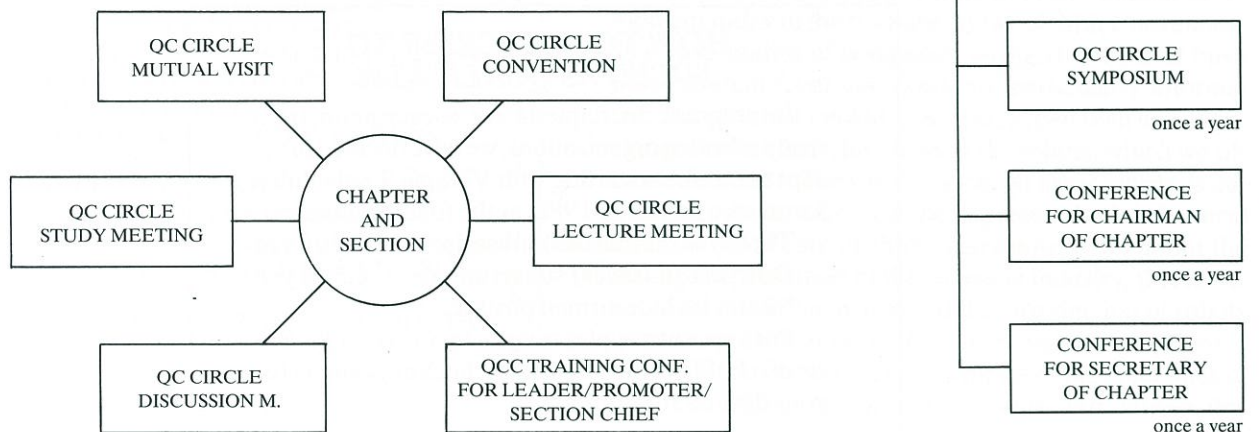 QC CIRCLE
MUTUAL VISIT
QC CIRCLE
CONVENTION
QC CIRCLE
STUDY MEETING
CHAPTER
AND
SECTION
QC CIRCLE
LECTURE MEETING
QC CIRCLE
DISCUSSION M.
QCC TRAINING CONF.
FOR LEADER/PROMOTER/
SECTION CHIEF
QC CIRCLE
SYMPOSIUM
once a year
CONFERENCE
FOR CHAIRMAN
OF CHAPTER
once a year
CONFERENCE
FOR SECRETARY
OF CHAPTER
once a year